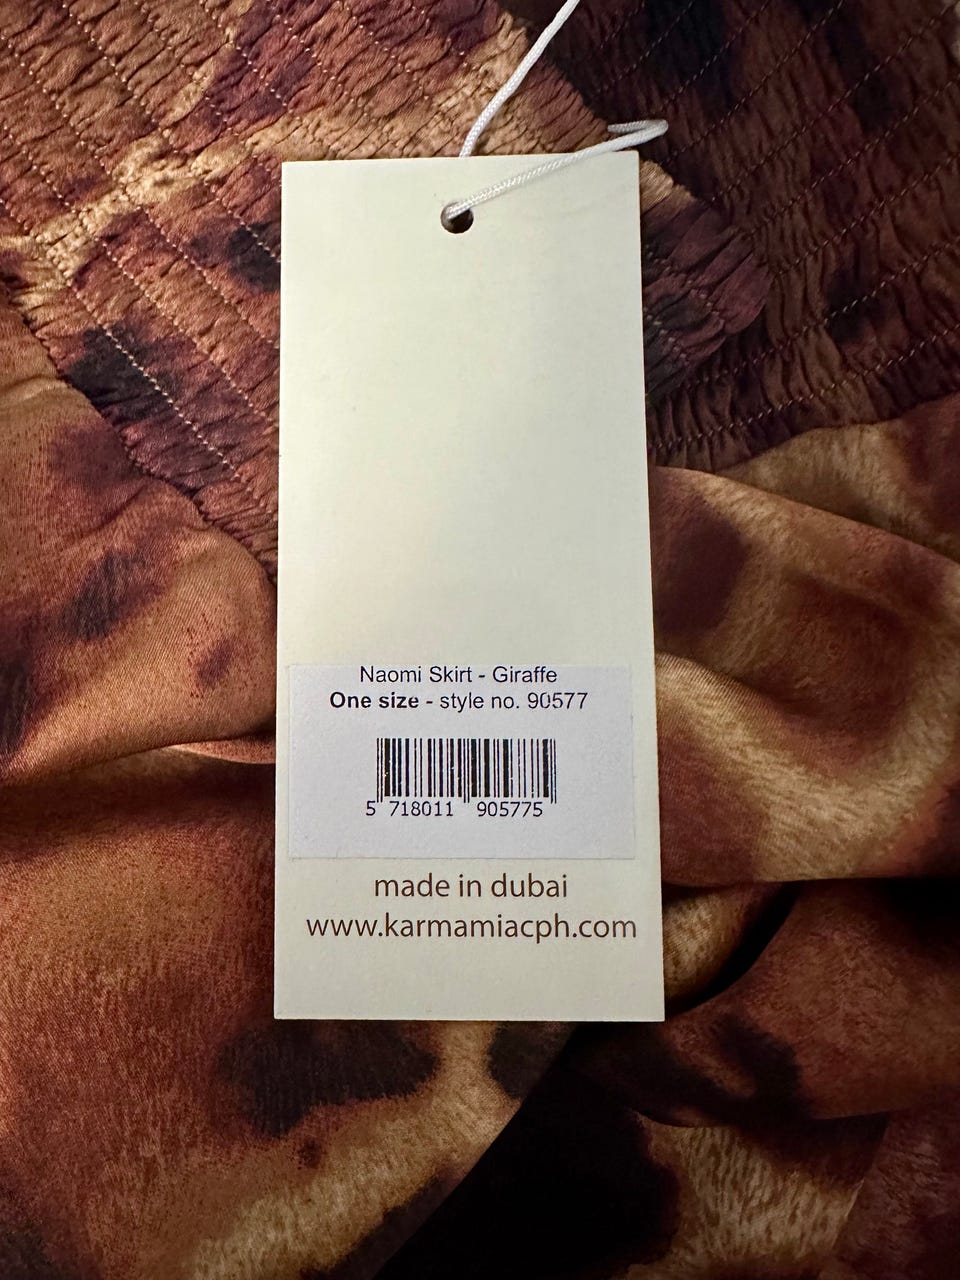 Naomi Skirt - Giraffe
One size - style no. 90577
5 718011 905775
made in dubai
www.karmamiacph.com